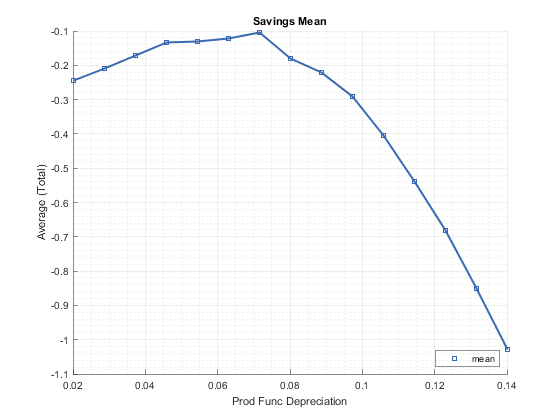 Savings Mean
-0.1
-0.2
-0.3
-0.4
-0.5
-0.6
-0.7
-0.8
-0.9
-1
-1.1
Average (Total)
mean
0.02 0.04 0.06 0.08 0.1 0.12 0.14
Prod Func Depreciation